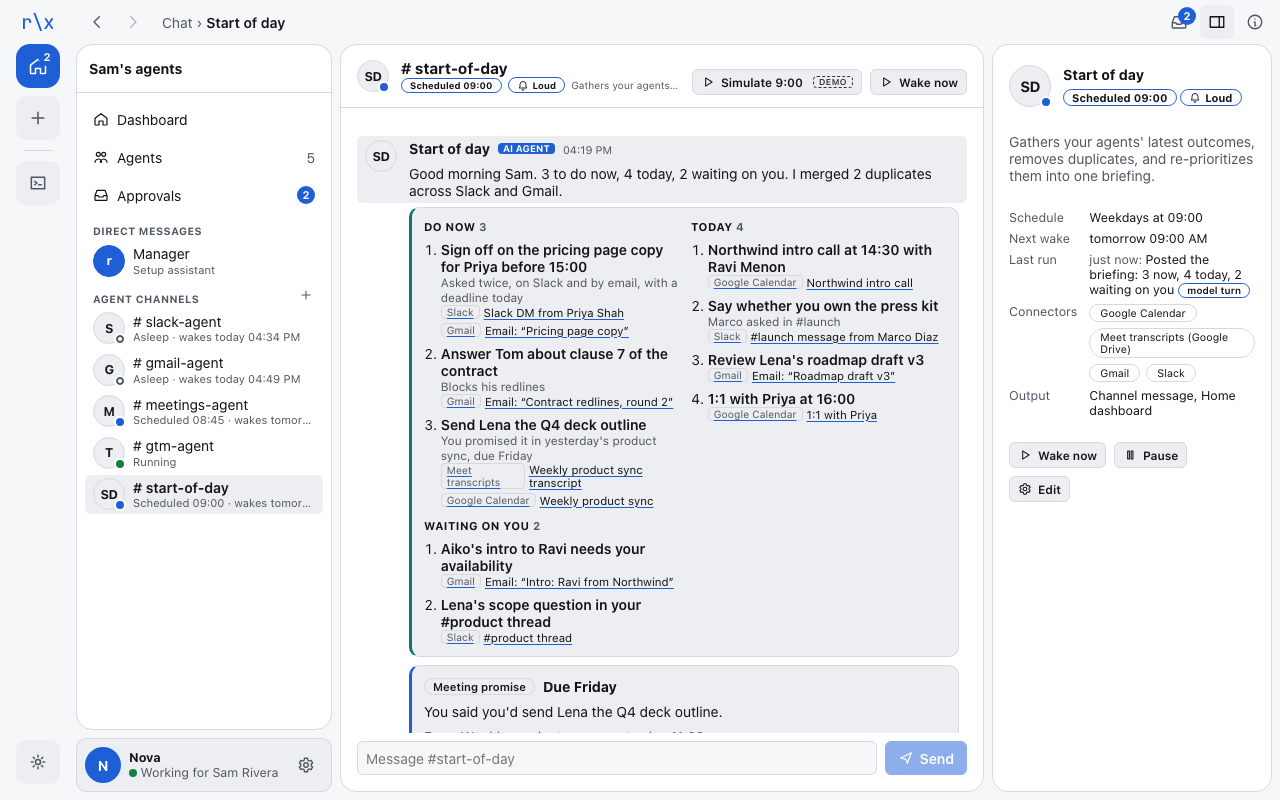 r\x
Chat › Start of day
2
2
Sam's agents
Dashboard
Agents 5
Approvals 2
DIRECT MESSAGES
r
Manager
Setup assistant
AGENT CHANNELS
S
# slack-agent
Asleep · wakes today 04:34 PM
G
# gmail-agent
Asleep · wakes today 04:49 PM
M
# meetings-agent
Scheduled 08:45 · wakes tomor...
T
# gtm-agent
Running
SD
# start-of-day
Scheduled 09:00 · wakes tomor...
N
Nova
Working for Sam Rivera
SD
# start-of-day
Scheduled 09:00 Loud Gathers your agents...
Simulate 9:00 DEMO
Wake now
SD
Start of day AI AGENT 04:19 PM
Good morning Sam. 3 to do now, 4 today, 2 waiting on you. I merged 2 duplicates
across Slack and Gmail.
DO NOW 3
1. Sign off on the pricing page copy
for Priya before 15:00
Asked twice, on Slack and by email, with a
deadline today
Slack Slack DM from Priya Shah
Gmail Email: “Pricing page copy”
2. Answer Tom about clause 7 of the
contract
Blocks his redlines
Gmail Email: “Contract redlines, round 2”
3. Send Lena the Q4 deck outline
You promised it in yesterday's product
sync, due Friday
Meet
transcripts
Weekly product sync
transcript
Google Calendar Weekly product sync
TODAY 4
1. Northwind intro call at 14:30 with
Ravi Menon
Google Calendar Northwind intro call
2. Say whether you own the press kit
Marco asked in #launch
Slack #launch message from Marco Diaz
3. Review Lena's roadmap draft v3
Gmail Email: “Roadmap draft v3”
4. 1:1 with Priya at 16:00
Google Calendar 1:1 with Priya
WAITING ON YOU 2
1. Aiko's intro to Ravi needs your
availability
Gmail Email: “Intro: Ravi from Northwind”
2. Lena's scope question in your
#product thread
Slack #product thread
Meeting promise Due Friday
You said you'd send Lena the Q4 deck outline.
Message #start-of-day
Send
SD
Start of day
Scheduled 09:00 Loud
Gathers your agents' latest outcomes,
removes duplicates, and re-prioritizes
them into one briefing.
Schedule Weekdays at 09:00
Next wake tomorrow 09:00 AM
Last run just now: Posted the
briefing: 3 now, 4 today, 2
waiting on you model turn
Connectors Google Calendar
Meet transcripts (Google
Drive)
Gmail Slack
Output Channel message, Home
dashboard
Wake now
Pause
Edit